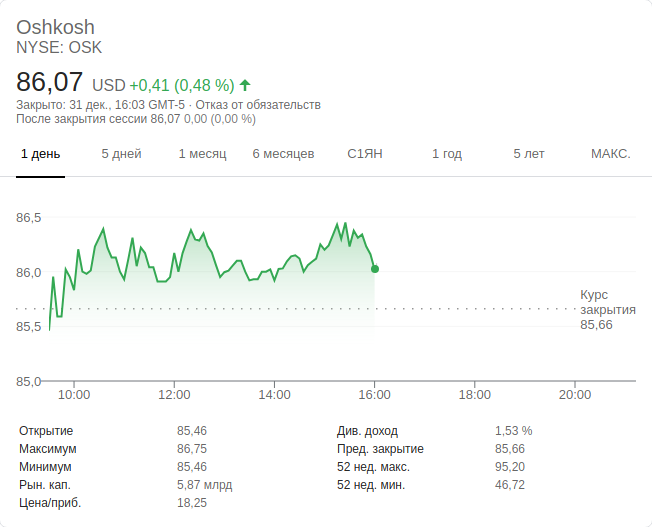 Oshkosh
NYSE: OSK
86,07 USD +0,41 (0,48 %)
Закрыто: 31 дек., 16:03 GMT-5 · Отказ от обязательств
После закрытия сессии 86,07 0,00 (0,00 %)
1 день 5 дней 1 месяц 6 месяцев С1ЯН 1 год 5 лет МАКС.
86,5
86,0
Курс
закрытия
85,66
85,5
85,0
10:00 12:00 14:00 16:00 18:00 20:00
Открытие 85,46 Див. доход 1,53 %
Максимум 86,75 Пред. закрытие 85,66
Минимум 85,46 52 нед. макс. 95,20
Рын. кап. 5,87 млрд 52 нед. мин. 46,72
Цена/приб. 18,25